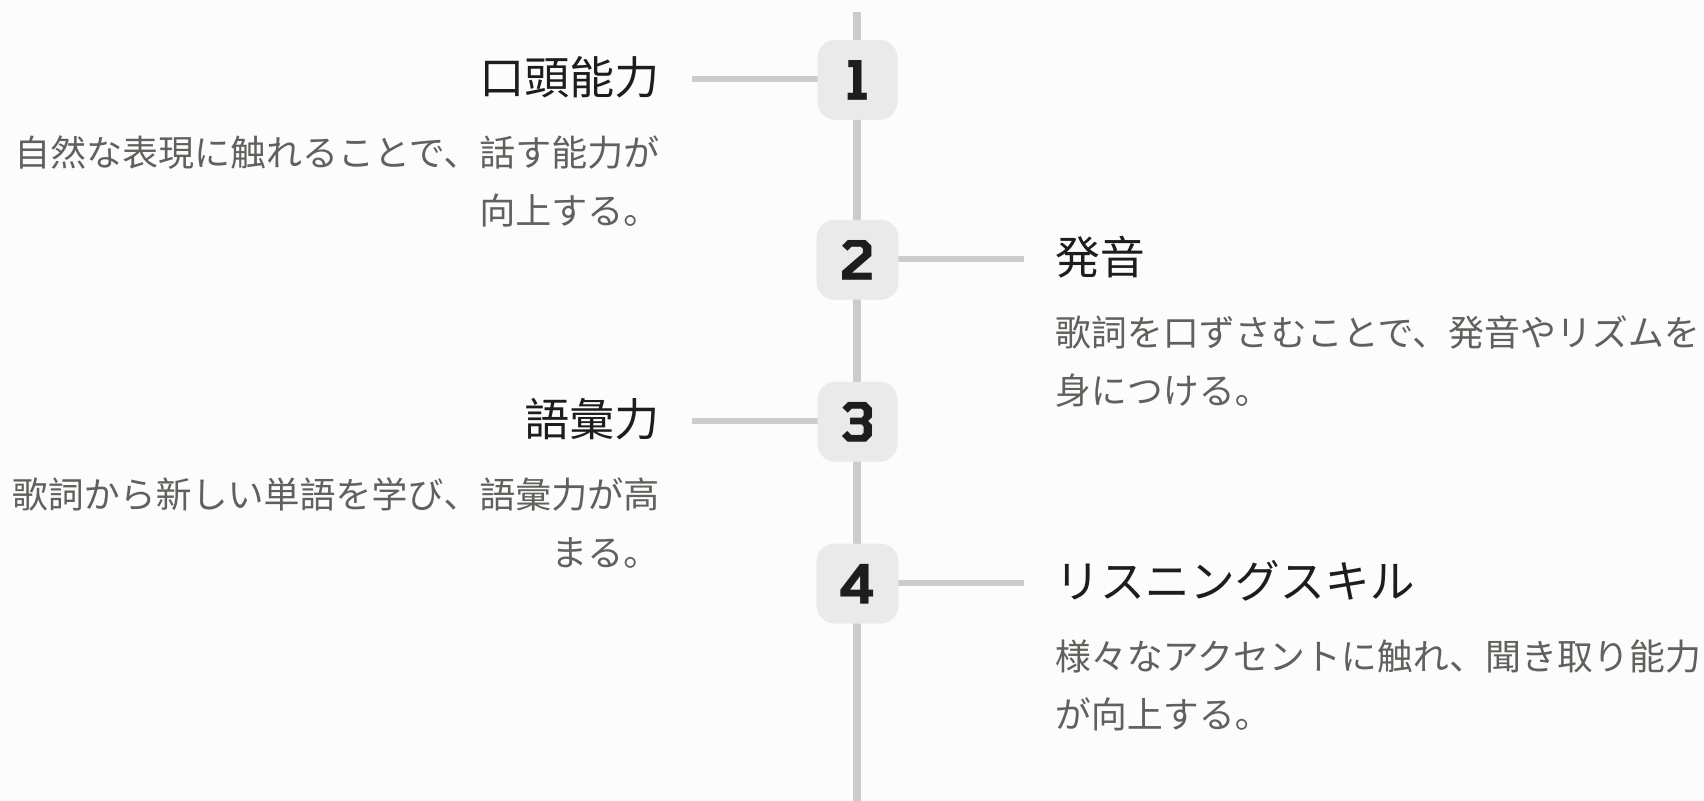 1
口頭能力
自然な表現に触れることで、話す能力が
向上する。
2
発音
歌詞を口ずさむことで、発音やリズムを
身につける。
3
語彙力
歌詞から新しい単語を学び、語彙力が高
まる。
4
リスニングスキル
様々なアクセントに触れ、聞き取り能力
が向上する。